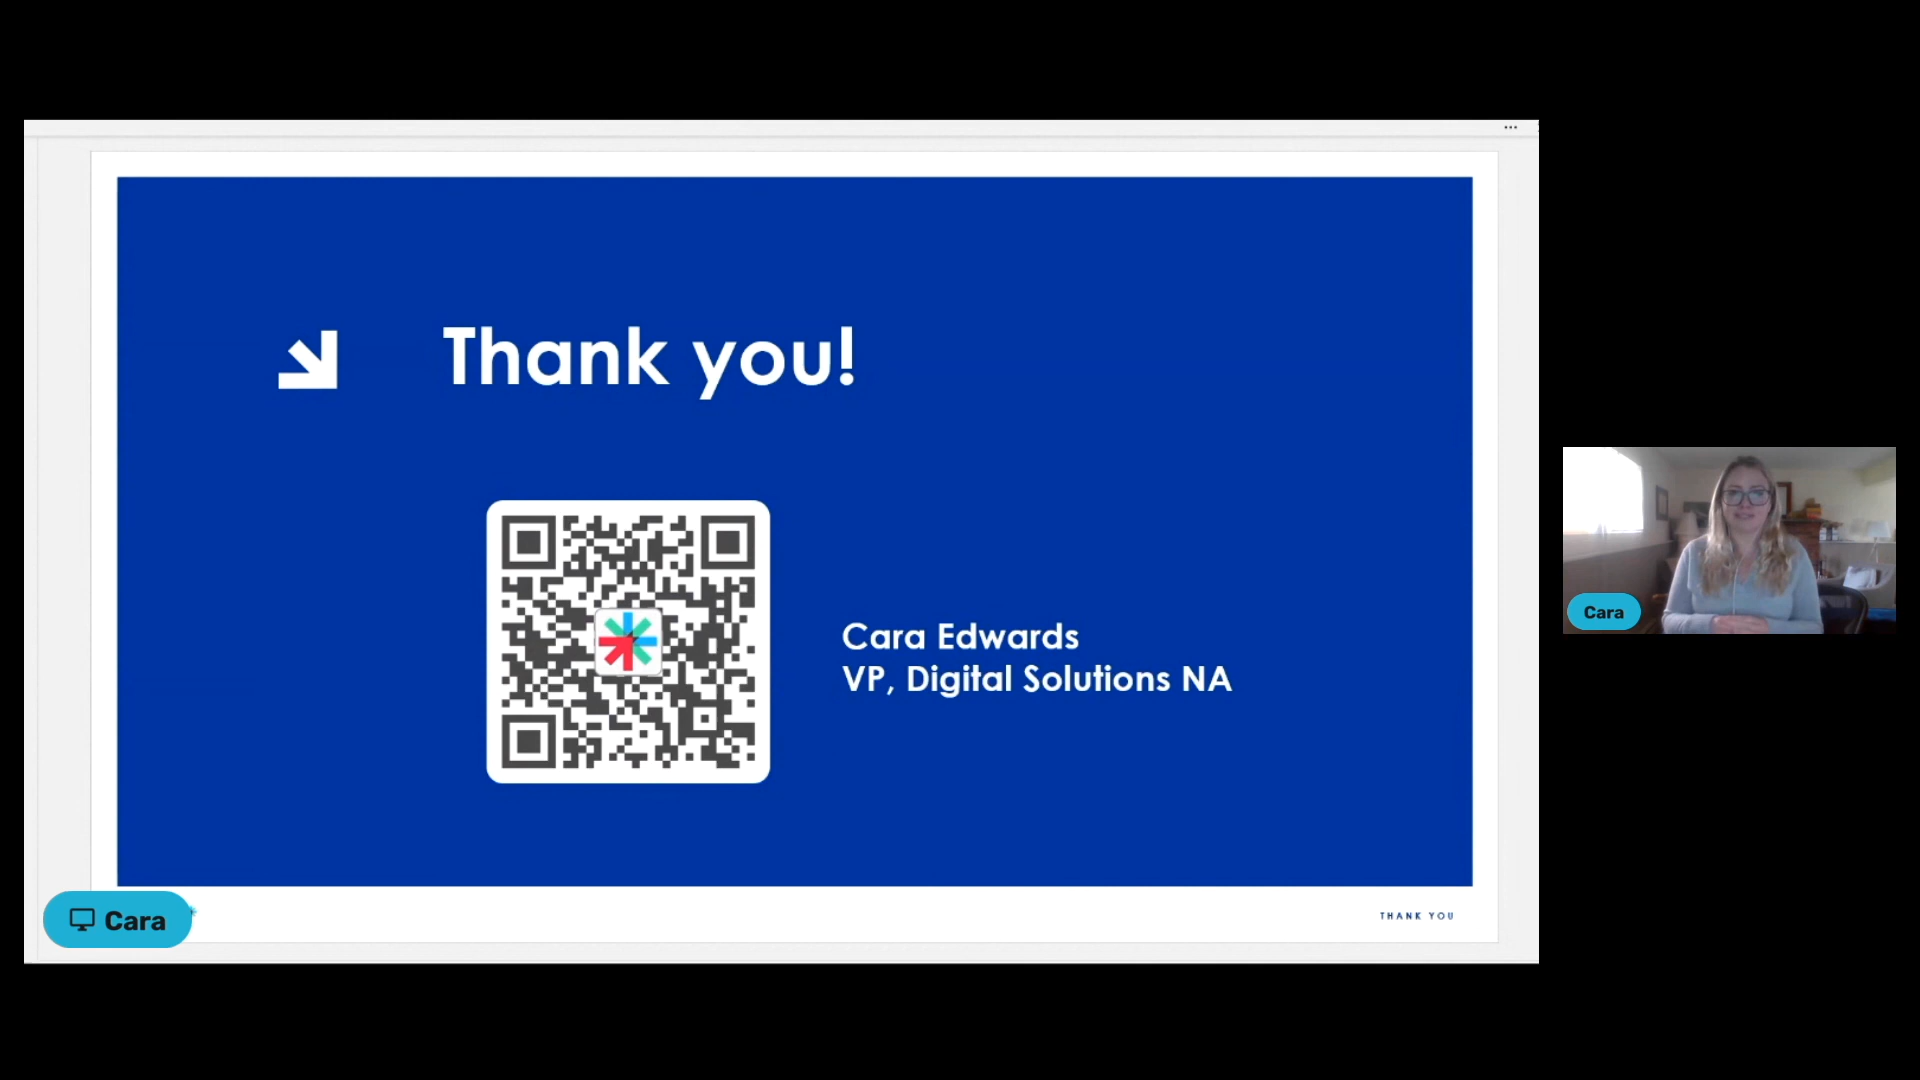 Thank you!
Cara Edwards
VP, Digital Solutions NA
Cara
Cara
THANK YOU